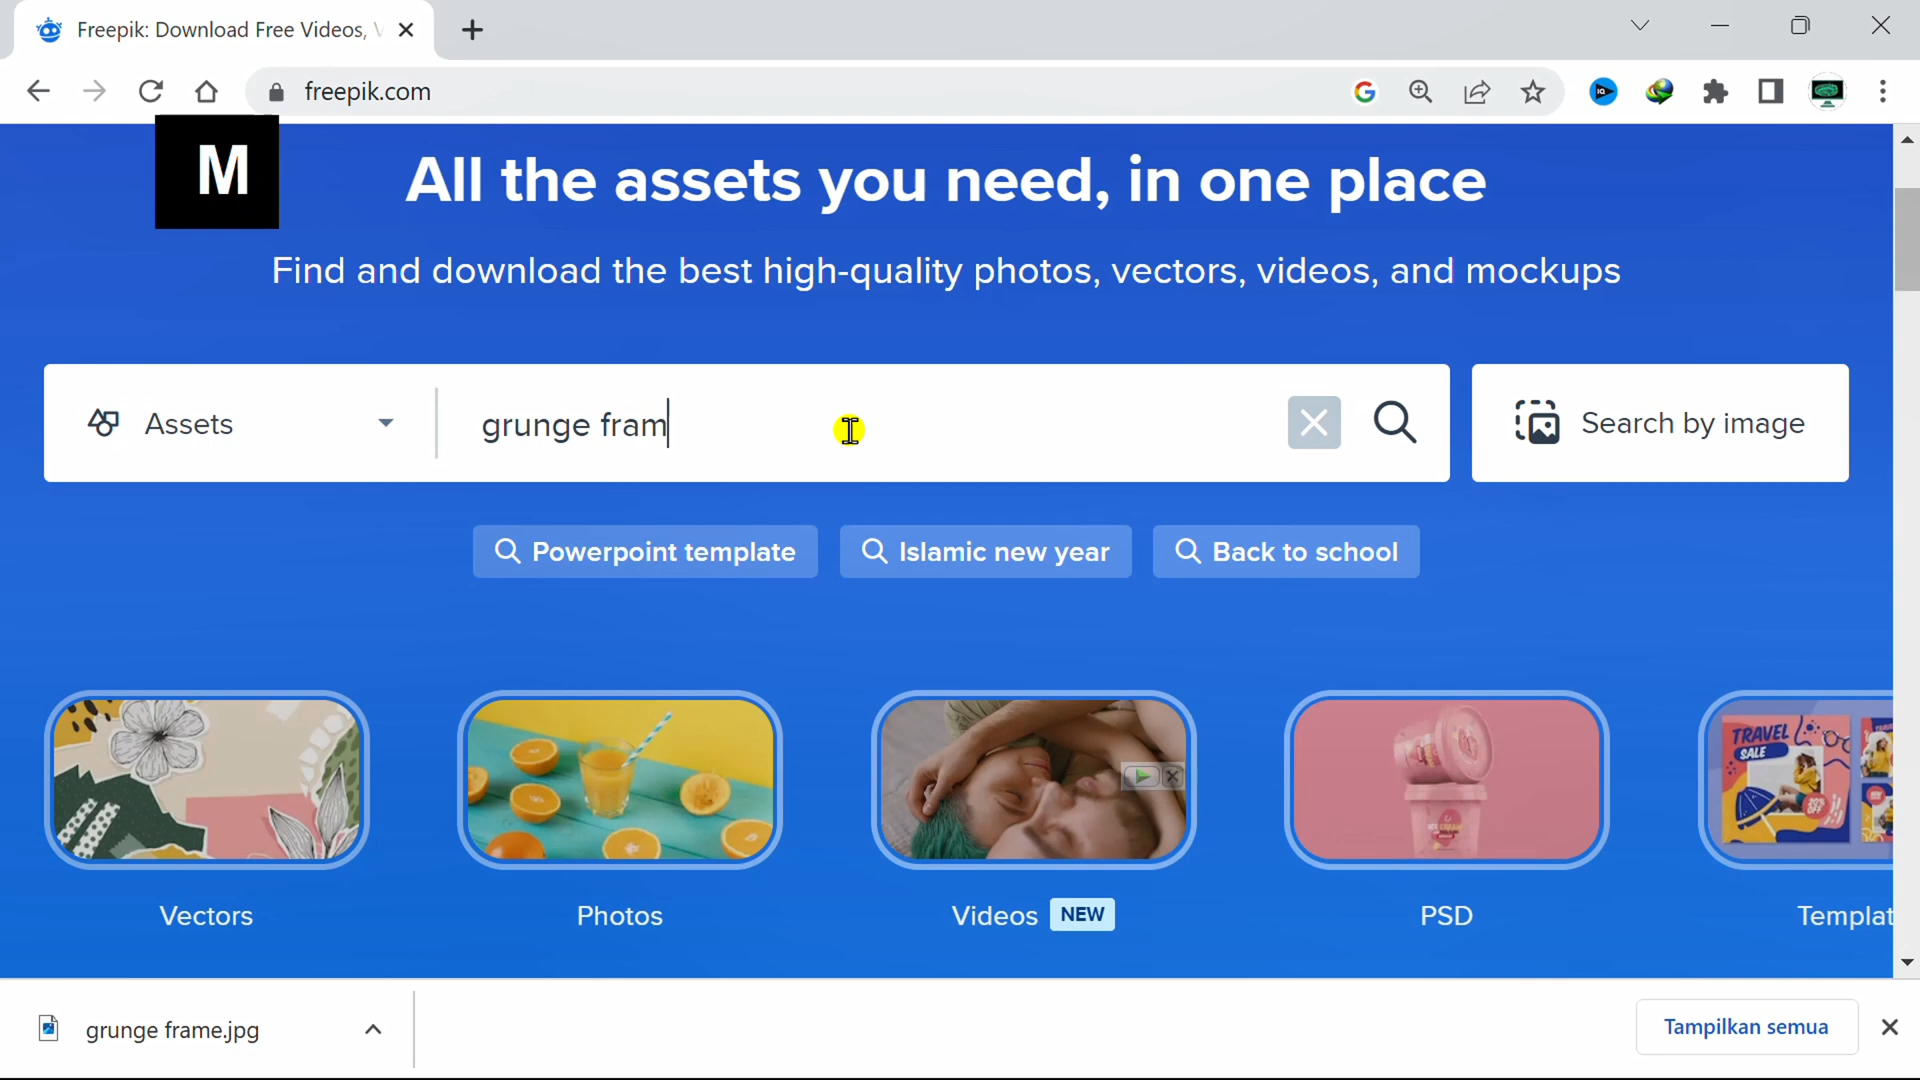 Freepik: Download Free Videos, V
freepik.com
M
All the assets you need, in one place
Find and download the best high-quality photos, vectors, videos, and mockups
Assets
grunge fram
Search by image
Powerpoint template
Islamic new year
Back to school
TRAVEL
SALE
Vectors
Photos
Videos NEW
PSD
Templat
grunge frame.jpg
Tampilkan semua